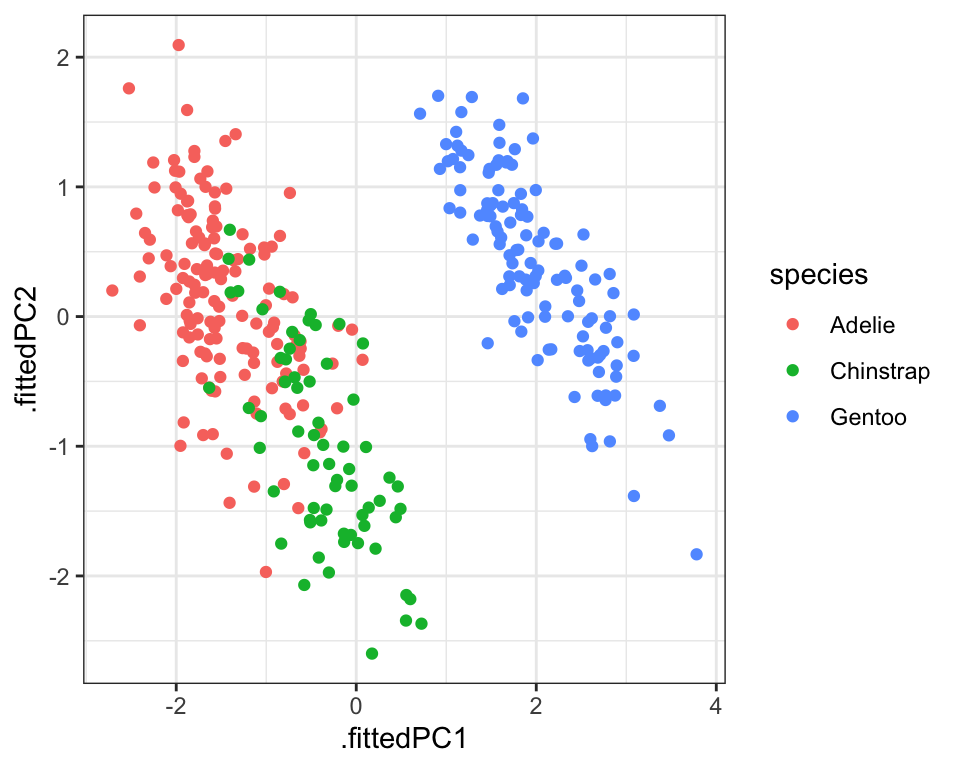 2
1
0
-1
-2
.fittedPC2
-2
0
2
4
.fittedPC1
species
Adelie
Chinstrap
Gentoo